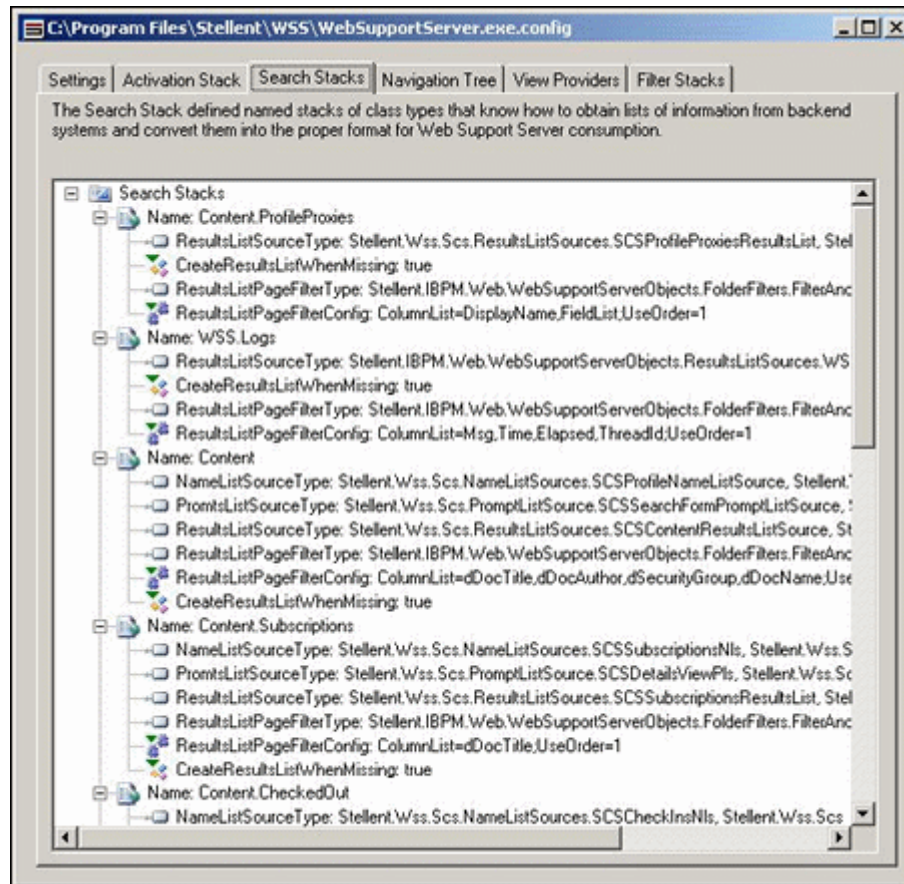 C:\Program Files\Stellent\WSS\WebSupportServer.exe.config
Settings Activation Stack Search Stacks Navigation Tree View Providers Filter Stacks
The Search Stack defined named stacks of class types that know how to obtain lists of information from backend
systems and convert them into the proper format for Web Support Server consumption.
Search Stacks
Name: Content.ProfileProxies
ResultsListSourceType: Stellent.Wss.Scs.ResultsListSources.SCSProfileProxiesResultsList, Stel
CreateResultsListWhenMissing: true
ResultsListPageFilterType: Stellent.IBPM.Web.WebSupportServerObjects.FolderFilters.FilterAnc
ResultsListPageFilterConfig: ColumnList=DisplayName,FieldList;UseOrder=1
Name: WSS.Logs
ResultsListSourceType: Stellent.IBPM.Web.WebSupportServerObjects.ResultsListSources.WS
CreateResultsListWhenMissing: true
ResultsListPageFilterType: Stellent.IBPM.Web.WebSupportServerObjects.FolderFilters.FilterAnc
ResultsListPageFilterConfig: ColumnList=Msg,Time,Elapsed,ThreadId;UseOrder=1
Name: Content
NameListSourceType: Stellent.Wss.Scs.NameListSources.SCSProfileNameListSource, Stellent.
PromtsListSourceType: Stellent.Wss.Scs.PromptListSource.SCSSearchFormPromptListSource,
ResultsListSourceType: Stellent.Wss.Scs.ResultsListSources.SCSContentResultsListSource, St
ResultsListPageFilterType: Stellent.IBPM.Web.WebSupportServerObjects.FolderFilters.FilterAnc
ResultsListPageFilterConfig: ColumnList=dDocTitle,dDocAuthor,dSecurityGroup,dDocName;Use
CreateResultsListWhenMissing: true
Name: Content.Subscriptions
NameListSourceType: Stellent.Wss.Scs.NameListSources.SCSSubscriptionsNls, Stellent.Wss.S
PromtsListSourceType: Stellent.Wss.Scs.PromptListSource.SCSDetailsViewPls, Stellent.Wss.Sc
ResultsListSourceType: Stellent.Wss.Scs.ResultsListSources.SCSSubscriptionsResultsList, Stel
ResultsListPageFilterType: Stellent.IBPM.Web.WebSupportServerObjects.FolderFilters.FilterAnc
ResultsListPageFilterConfig: ColumnList=dDocTitle;UseOrder=1
CreateResultsListWhenMissing: true
Name: Content.CheckedOut
NameListSourceType: Stellent.Wss.Scs.NameListSources.SCSCheckInsNls, Stellent.Wss.Scs